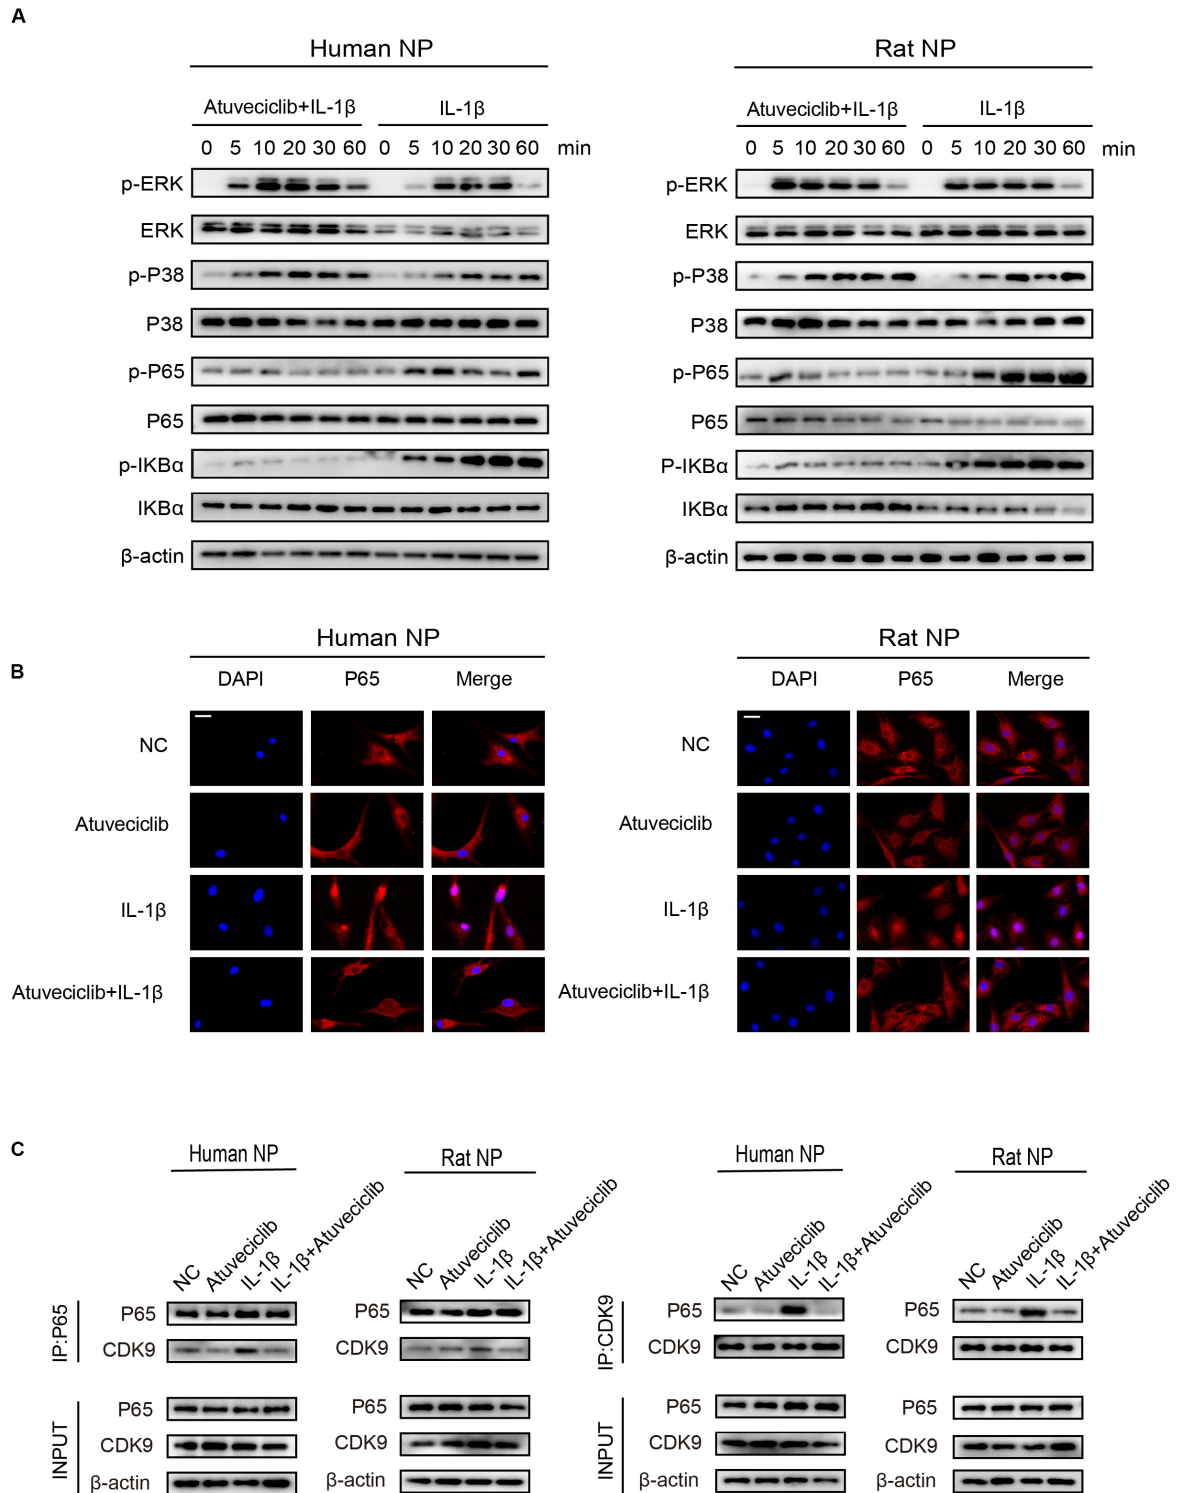 A
Human NP
Rat NP
Atuveciclib+IL-1β
IL-1β
Atuveciclib+IL-1β
IL-1β
0 5 10 20 30 60 0 5 10 20 30 60 min
0 5 10 20 30 60 0 5 10 20 30 60 min
p-ERK
ERK
p-P38
P38
p-P65
P65
p-IKBα
IKBα
β-actin
p-ERK
ERK
p-P38
P38
p-P65
P65
P-IKBα
IKBα
β-actin
B
Human NP
DAPI P65 Merge
NC
Atuveciclib
IL-1β
Atuveciclib+IL-1β
Rat NP
DAPI P65 Merge
NC
Atuveciclib
IL-1β
Atuveciclib+IL-1β
C
Human NP
NC
Atuveciclib
IL-1β
IL-1β+Atuveciclib
IP:P65
P65
CDK9
INPUT
P65
CDK9
β-actin
Rat NP
NC
Atuveciclib
IL-1β
IL-1β+Atuveciclib
P65
CDK9
P65
CDK9
β-actin
Human NP
NC
Atuveciclib
IL-1β
IL-1β+Atuveciclib
IP:CDK9
P65
CDK9
INPUT
P65
CDK9
β-actin
Rat NP
NC
Atuveciclib
IL-1β
IL-1β+Atuveciclib
P65
CDK9
P65
CDK9
β-actin